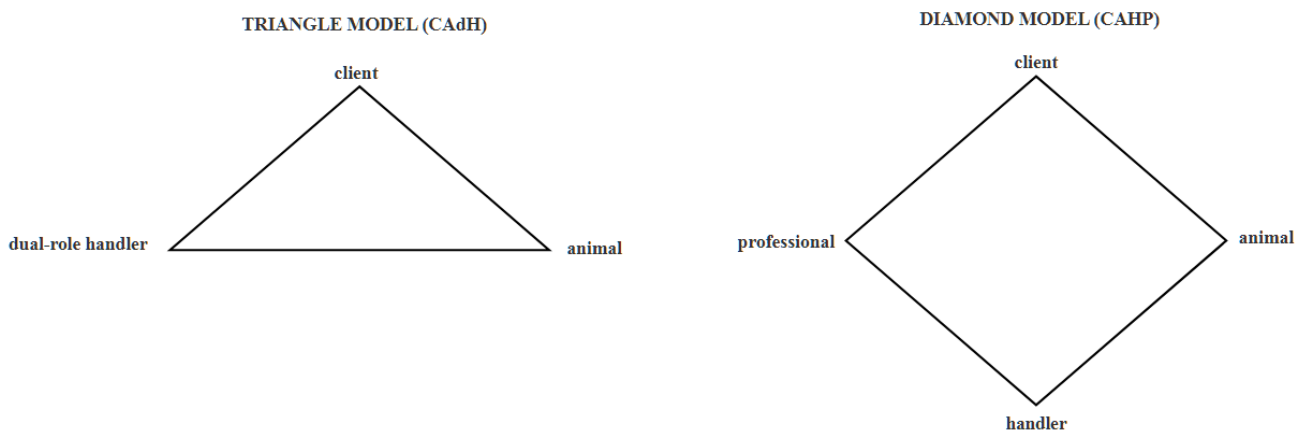 TRIANGLE MODEL (CAdH)
client
dual-role handler
animal
DIAMOND MODEL (CAHP)
client
professional
animal
handler